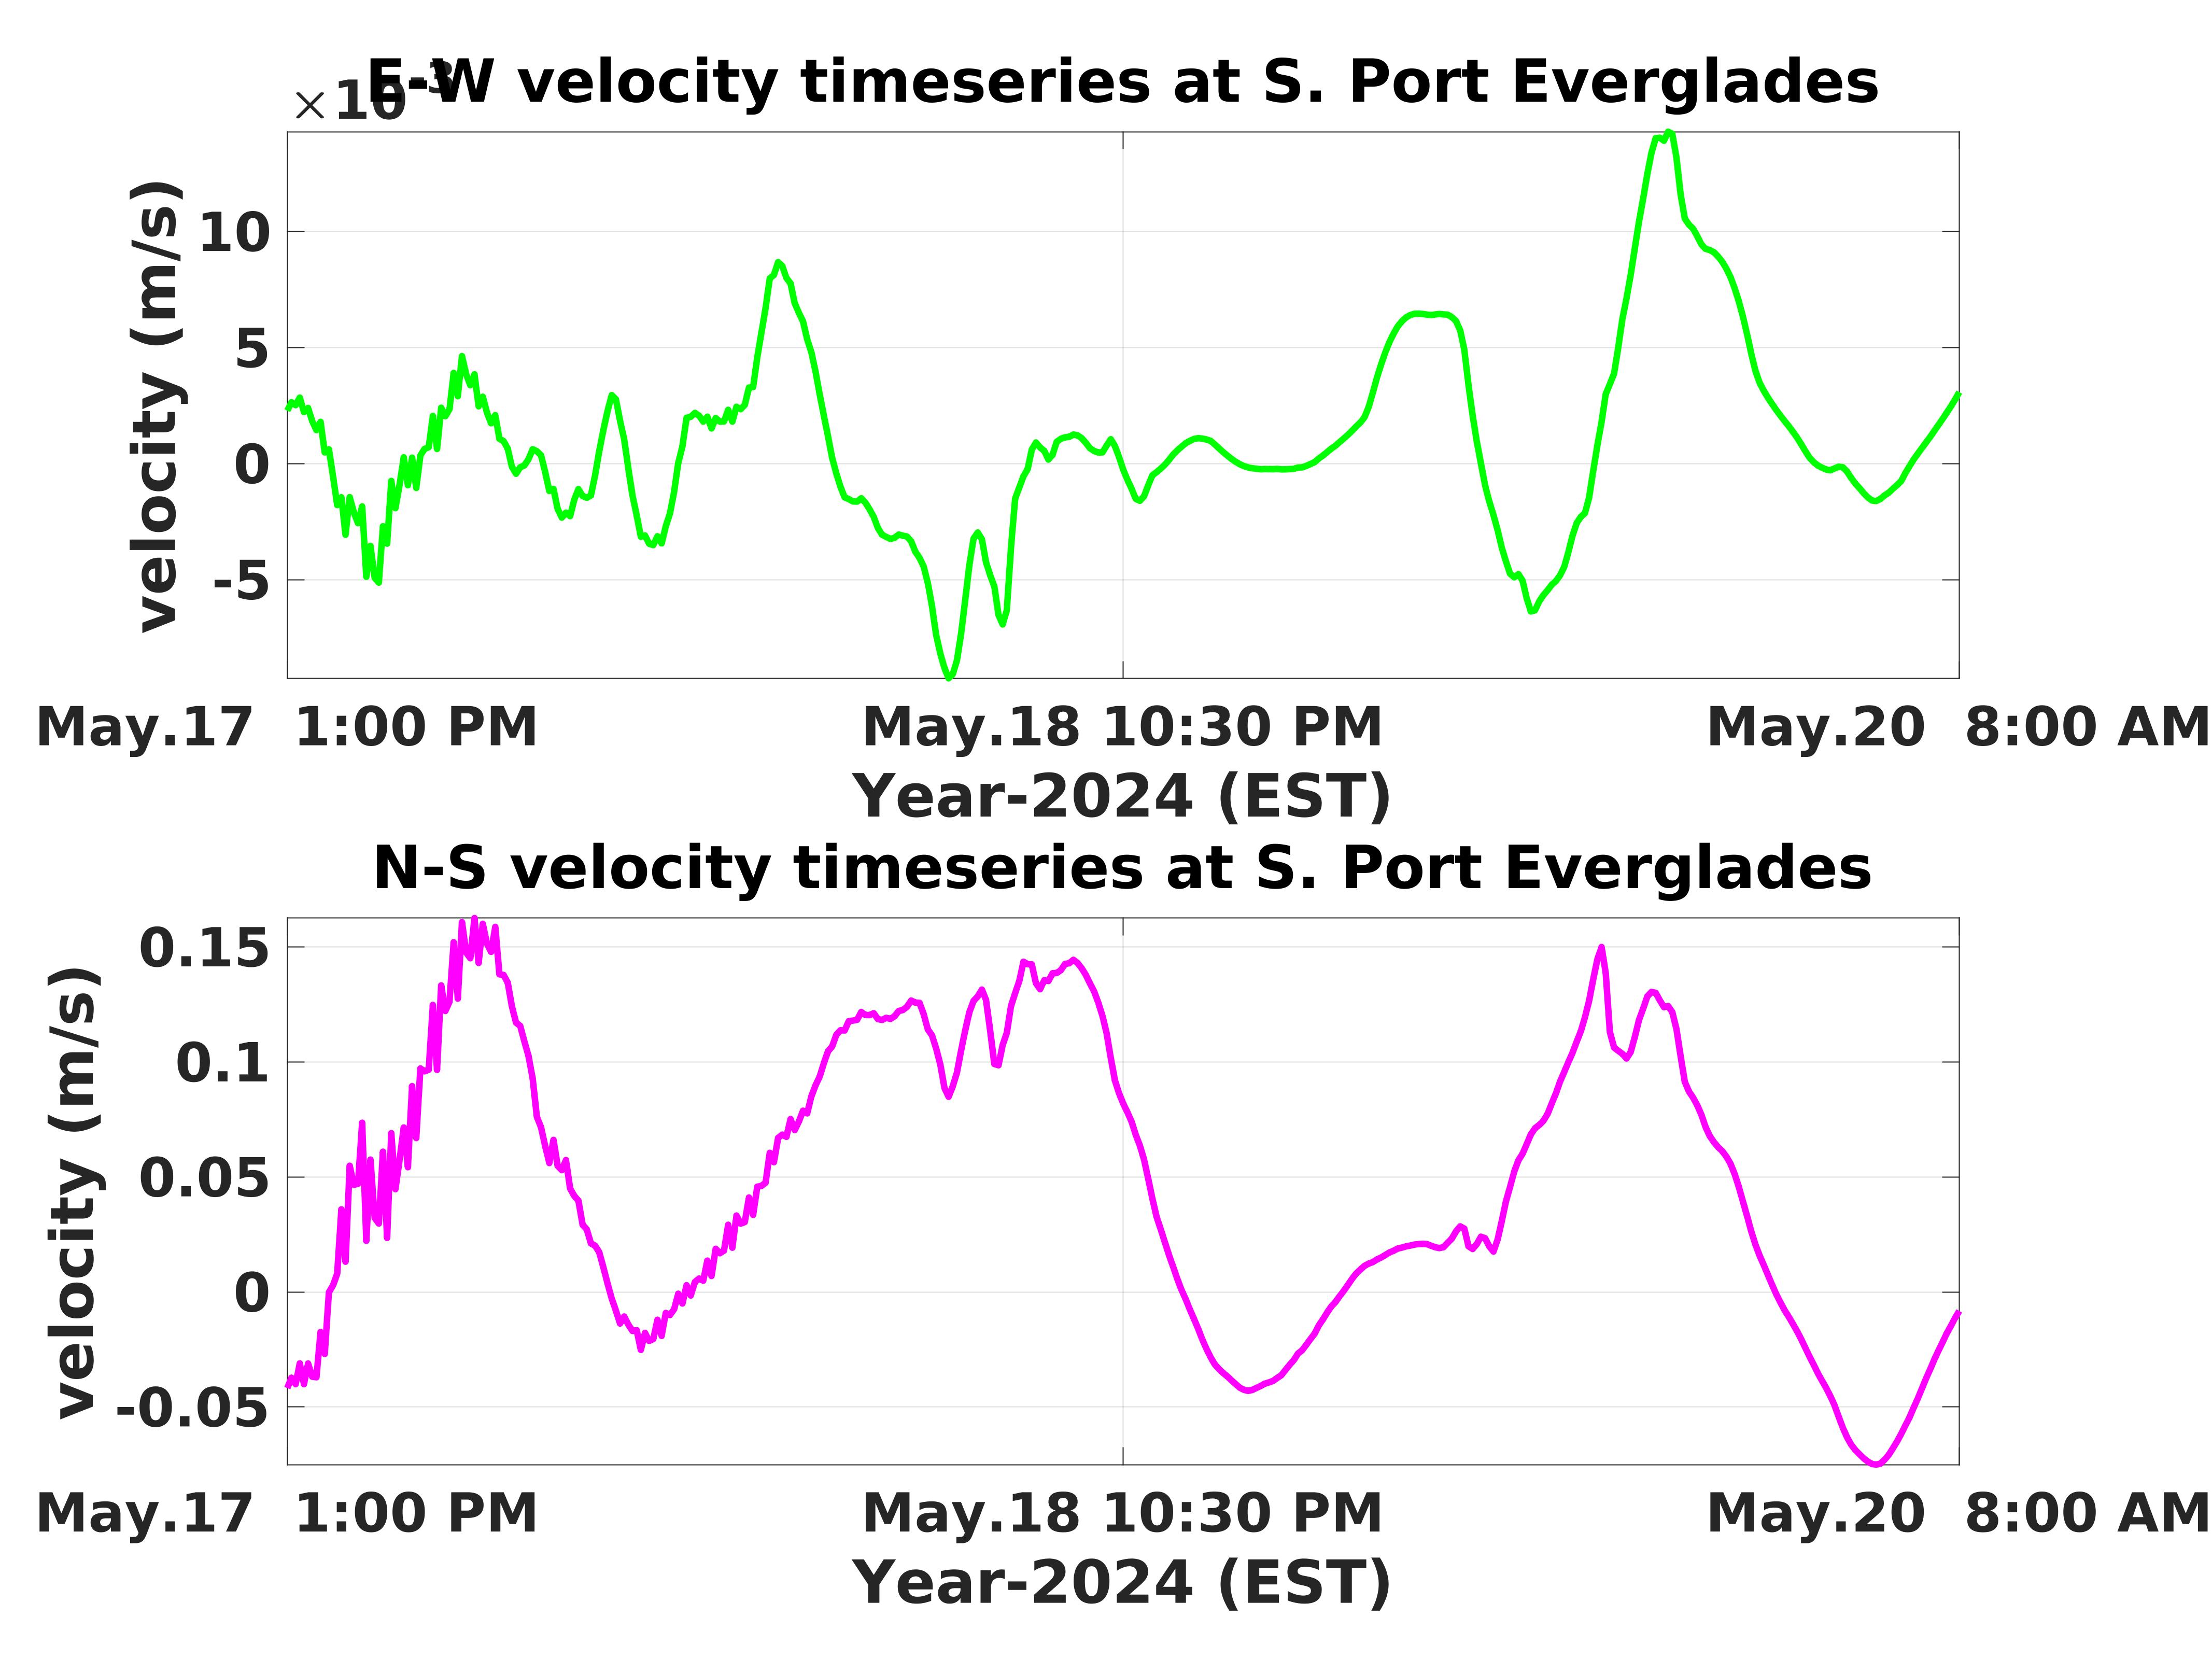 E-W velocity timeseries at S. Port Everglades
×10-3
velocity (m/s)
10
5
0
-5
May.17 1:00 PM May.18 10:30 PM May.20 8:00 AM
Year-2024 (EST)
N-S velocity timeseries at S. Port Everglades
velocity (m/s)
0.15
0.1
0.05
0
-0.05
May.17 1:00 PM May.18 10:30 PM May.20 8:00 AM
Year-2024 (EST)